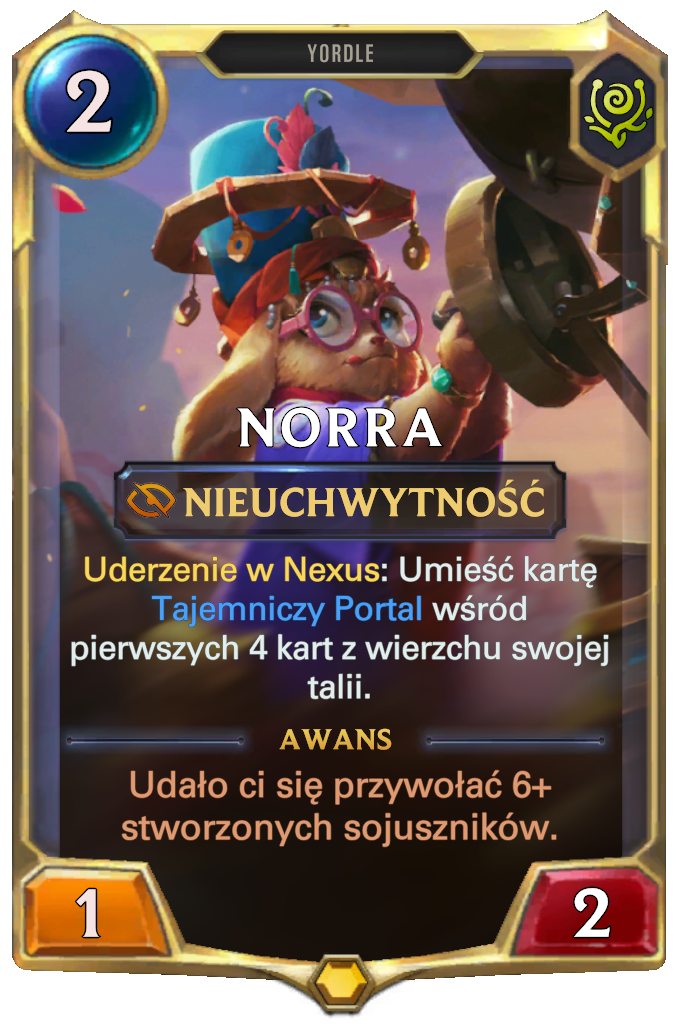 YORDLE
2
NORRA
NIEUCHWYTNOŚĆ
Uderzenie w Nexus: Umieść kartę
Tajemniczy Portal wśród
pierwszych 4 kart z wierzchu swojej
talii.
AWANS
Udało ci się przywołać 6+
stworzonych sojuszników.
1
2